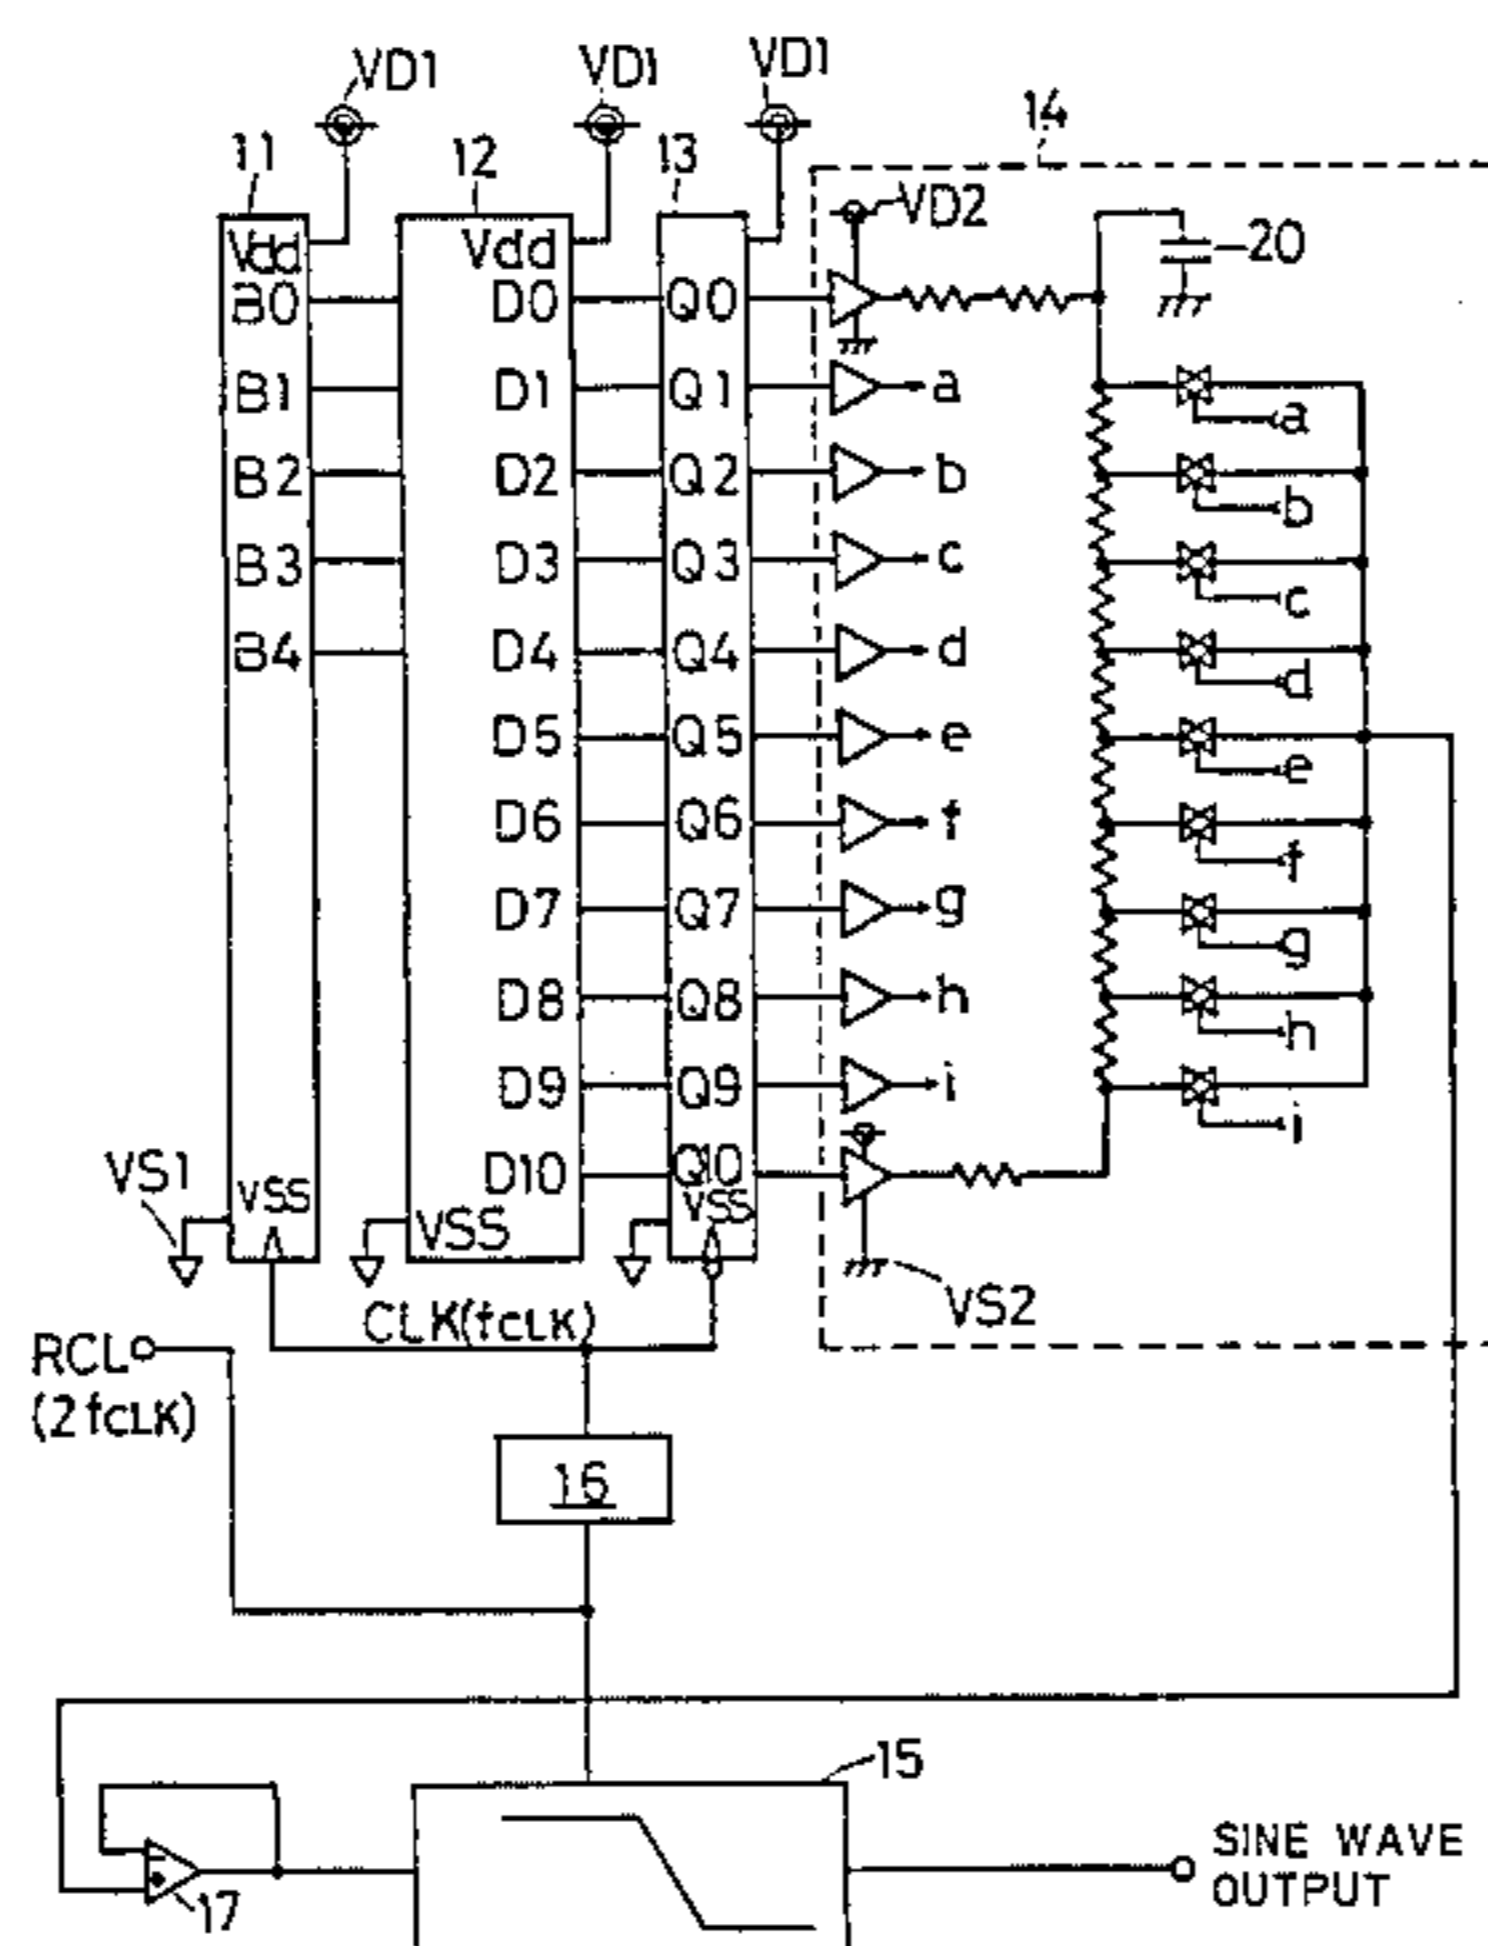 VD1 VD1 VD1
11 12 13 14
Vdd Vdd VD2 20
B0 D0 Q0
B1 D1 Q1 a a
B2 D2 Q2 b b
B3 D3 Q3 c c
B4 D4 Q4 d d
D5 Q5 e e
D6 Q6 f f
D7 Q7 g g
D8 Q8 h h
D9 Q9 i i
D10 Q10
VS1 VSS VSS VSS
VS2
CLK(fCLK)
RCL
(2fCLK)
16
15
17
SINE WAVE
OUTPUT